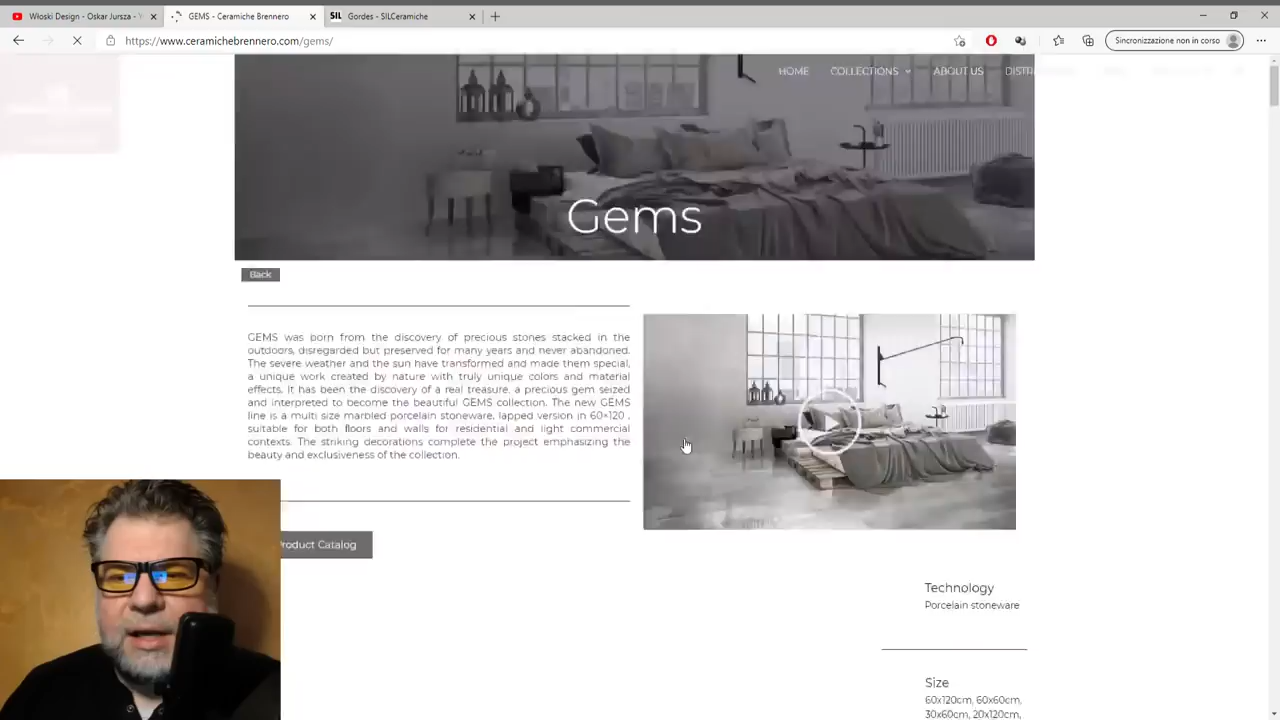 Włoski Design - Oskar Jursza -
GEMS - Ceramiche Brennero
SIL Gordes - SILCeramiche
https://www.ceramichebrennero.com/gems/
Sincronizzazione non in corso
HOME COLLECTIONS ABOUT US
Gems
Back
GEMS was born from the discovery of precious stones stacked in the
outdoors, disregarded but preserved for many years and never abandoned.
The severe weather and the sun have transformed and made them special,
a unique work created by nature with truly unique colors and material
effects. It has been the discovery of a real treasure, a precious gem seized
and interpreted to become the beautiful GEMS collection. The new GEMS
line is a multi size marbled porcelain stoneware, lapped version in 60×120 ,
suitable for both floors and walls for residential and light commercial
contexts. The striking decorations complete the project emphasizing the
beauty and exclusiveness of the collection.
Product Catalog
Technology
Porcelain stoneware
Size
60x120cm, 60x60cm,
30x60cm, 20x120cm,